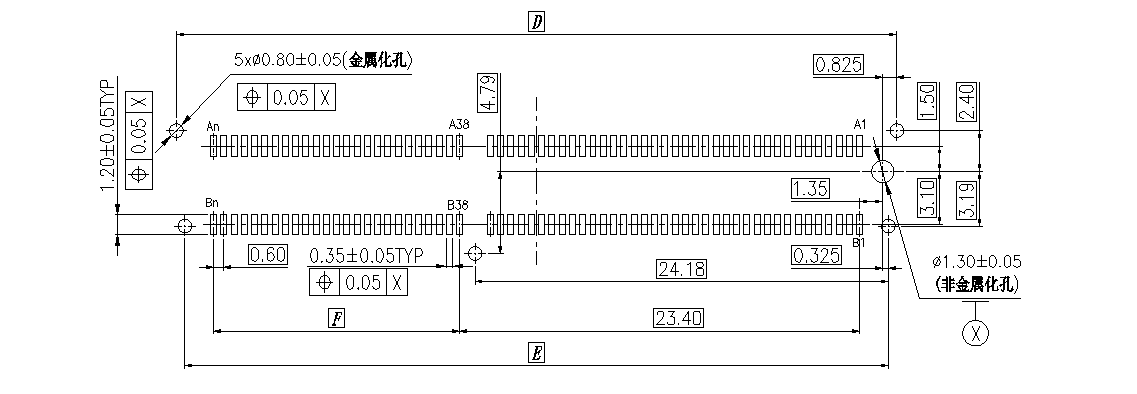 D
5xØ0.80±0.05(金属化孔)
⌖ 0.05 X
1.20±0.05TYP
⌖ 0.05 X
4.79
0.825
1.50
2.40
An
A38
A1
1.35
3.10
3.19
Bn
B38
B1
0.60
0.35±0.05TYP
⌖ 0.05 X
0.325
24.18
Ø1.30±0.05
(非金属化孔)
F
23.40
X
E